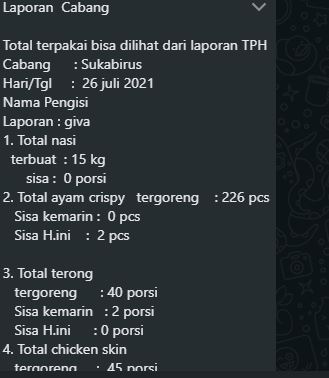 Laporan Cabang
Total terpakai bisa dilihat dari laporan TPH
Cabang : Sukabirus
Hari/Tgl : 26 juli 2021
Nama Pengisi
Laporan : giva
1. Total nasi
terbuat : 15 kg
sisa : 0 porsi
2. Total ayam crispy tergoreng : 226 pcs
Sisa kemarin : 0 pcs
Sisa H.ini : 2 pcs
3. Total terong
tergoreng : 40 porsi
Sisa kemarin : 2 porsi
Sisa H.ini : 0 porsi
4. Total chicken skin
tergoreng : 45 porsi